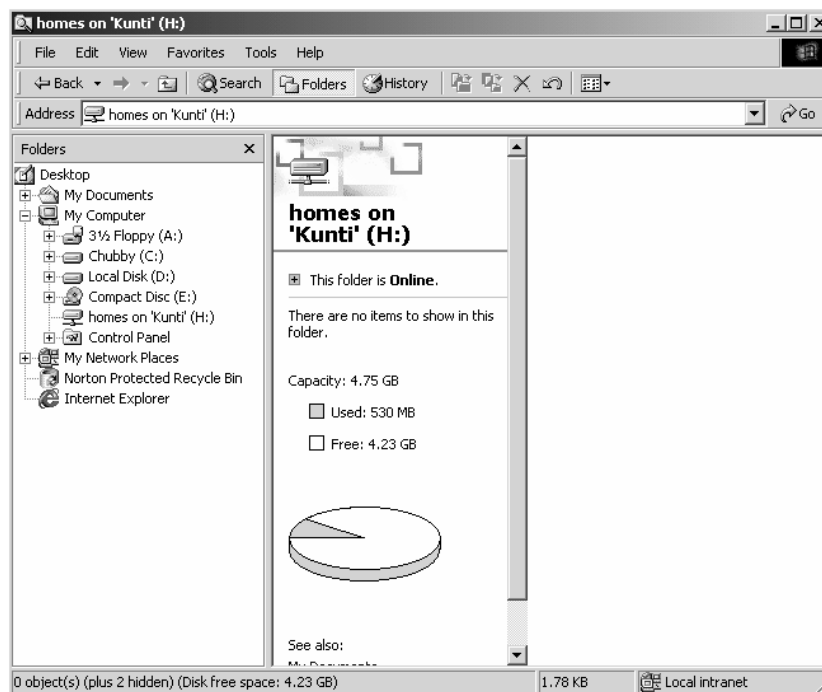 homes on 'Kunti' (H:)
File Edit View Favorites Tools Help
Back Search Folders History
Address homes on 'Kunti' (H:) Go
Folders
Desktop
My Documents
My Computer
3½ Floppy (A:)
Chubby (C:)
Local Disk (D:)
Compact Disc (E:)
homes on 'Kunti' (H:)
Control Panel
My Network Places
Norton Protected Recycle Bin
Internet Explorer
homes on
'Kunti' (H:)
This folder is Online.
There are no items to show in this
folder.
Capacity: 4.75 GB
Used: 530 MB
Free: 4.23 GB
See also:
My Documents
0 object(s) (plus 2 hidden) (Disk free space: 4.23 GB) 1.78 KB Local intranet